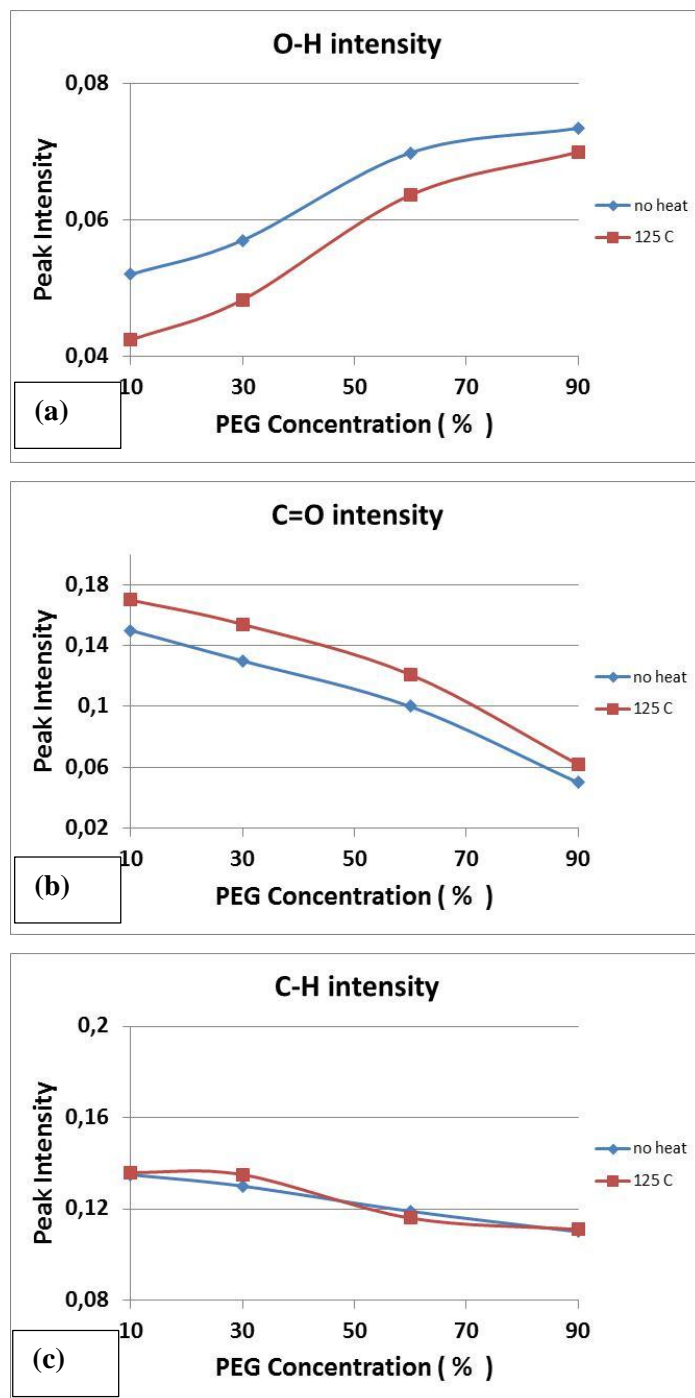 O-H intensity
0,08
0,06
0,04
Peak Intensity
10 30 50 70 90
PEG Concentration ( % )
no heat
125 C
(a)
C=O intensity
0,18
0,14
0,1
0,06
0,02
Peak Intensity
10 30 50 70 90
PEG Concentration ( % )
no heat
125 C
(b)
C-H intensity
0,2
0,16
0,12
0,08
Peak Intensity
10 30 50 70 90
PEG Concentration ( % )
no heat
125 C
(c)